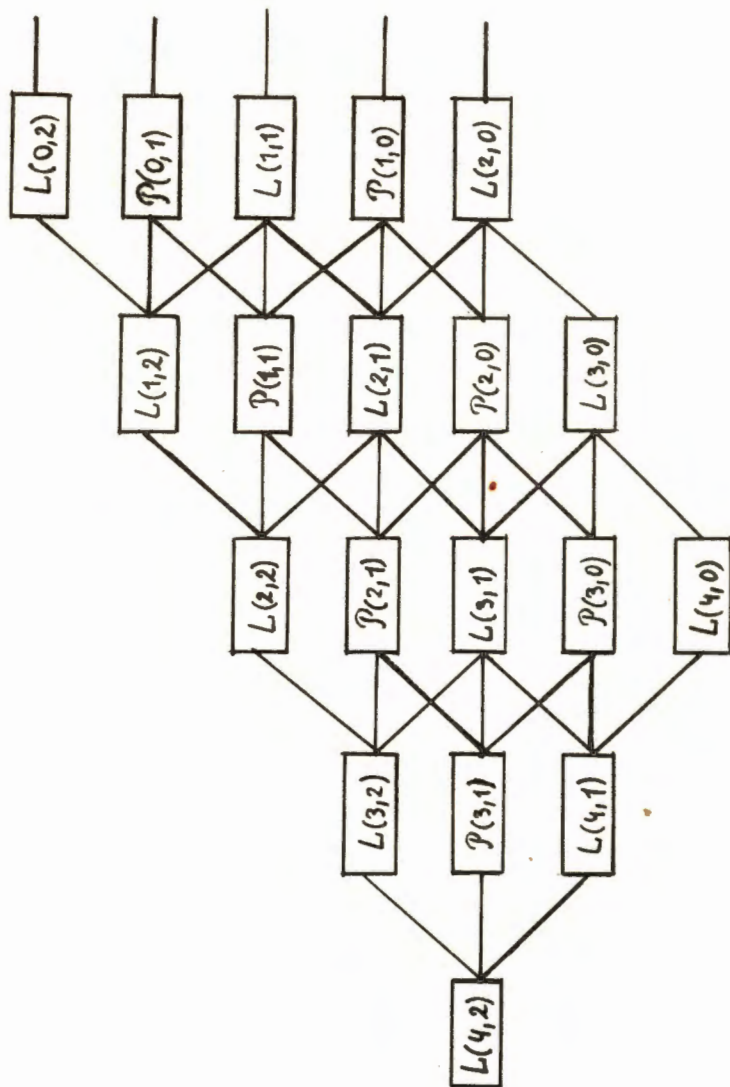 L(0,2)
P(0,1)
L(1,1)
P(1,0)
L(2,0)
L(1,2)
P(1,1)
L(2,1)
P(2,0)
L(3,0)
L(2,2)
P(2,1)
L(3,1)
P(3,0)
L(4,0)
L(3,2)
P(3,1)
L(4,1)
L(4,2)